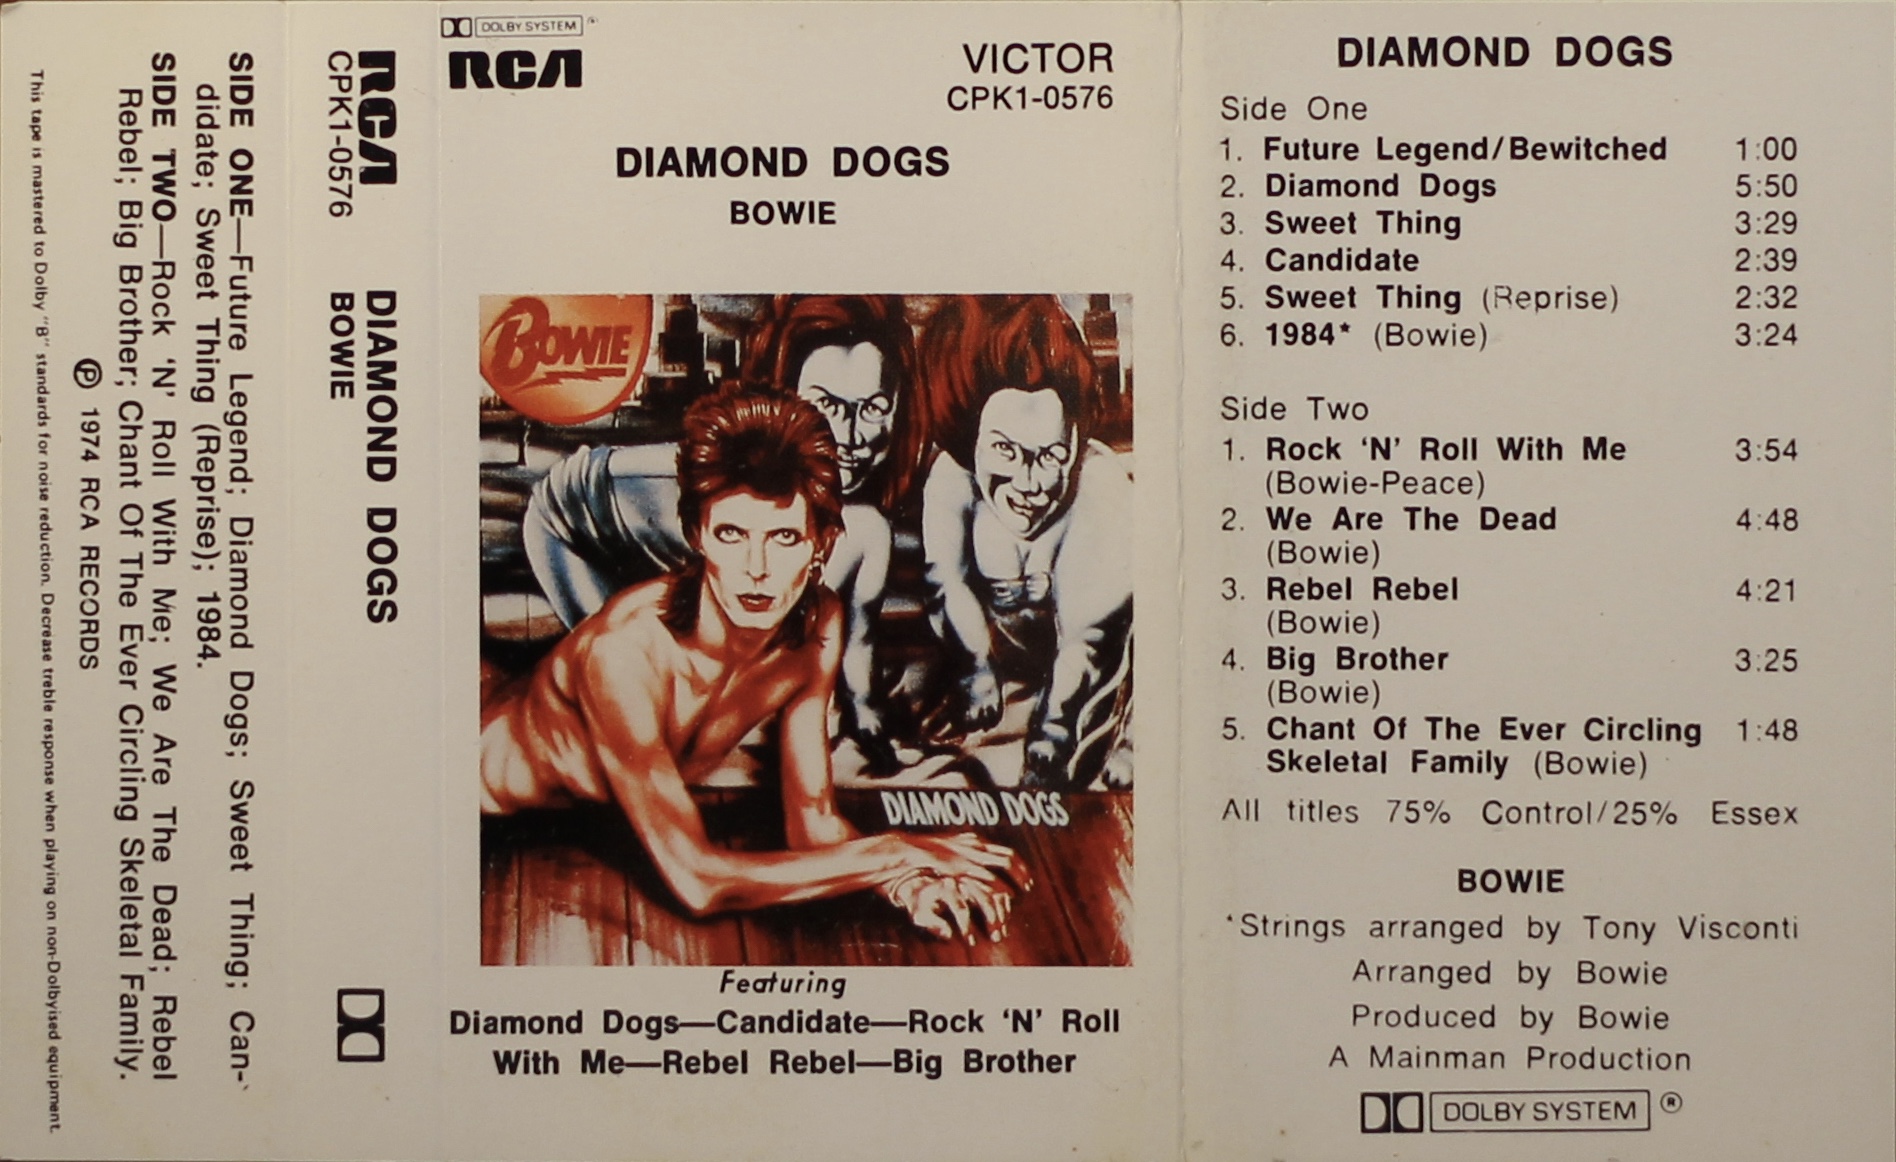 This tape is mastered to Dolby "B" standards for noise reduction. Decrease treble response when playing on non-Dolbyised equipment.
SIDE ONE—Future Legend; Diamond Dogs; Sweet Thing; Can-
didate; Sweet Thing (Reprise); 1984.
SIDE TWO—Rock 'N' Roll With Me; We Are The Dead; Rebel
Rebel; Big Brother; Chant Of The Ever Circling Skeletal Family.
Ⓟ 1974 RCA RECORDS
RCA
CPK1-0576
DIAMOND DOGS
BOWIE
DOLBY SYSTEM
RCA
VICTOR
CPK1-0576
DIAMOND DOGS
BOWIE
BOWIE
DIAMOND DOGS
Featuring
Diamond Dogs—Candidate—Rock 'N' Roll
With Me—Rebel Rebel—Big Brother
DIAMOND DOGS
Side One
1. Future Legend/Bewitched 1:00
2. Diamond Dogs 5:50
3. Sweet Thing 3:29
4. Candidate 2:39
5. Sweet Thing (Reprise) 2:32
6. 1984* (Bowie) 3:24
Side Two
1. Rock 'N' Roll With Me 3:54
(Bowie-Peace)
2. We Are The Dead 4:48
(Bowie)
3. Rebel Rebel 4:21
(Bowie)
4. Big Brother 3:25
(Bowie)
5. Chant Of The Ever Circling 1:48
Skeletal Family (Bowie)
All titles 75% Control/25% Essex
BOWIE
*Strings arranged by Tony Visconti
Arranged by Bowie
Produced by Bowie
A Mainman Production
DOLBY SYSTEM ®